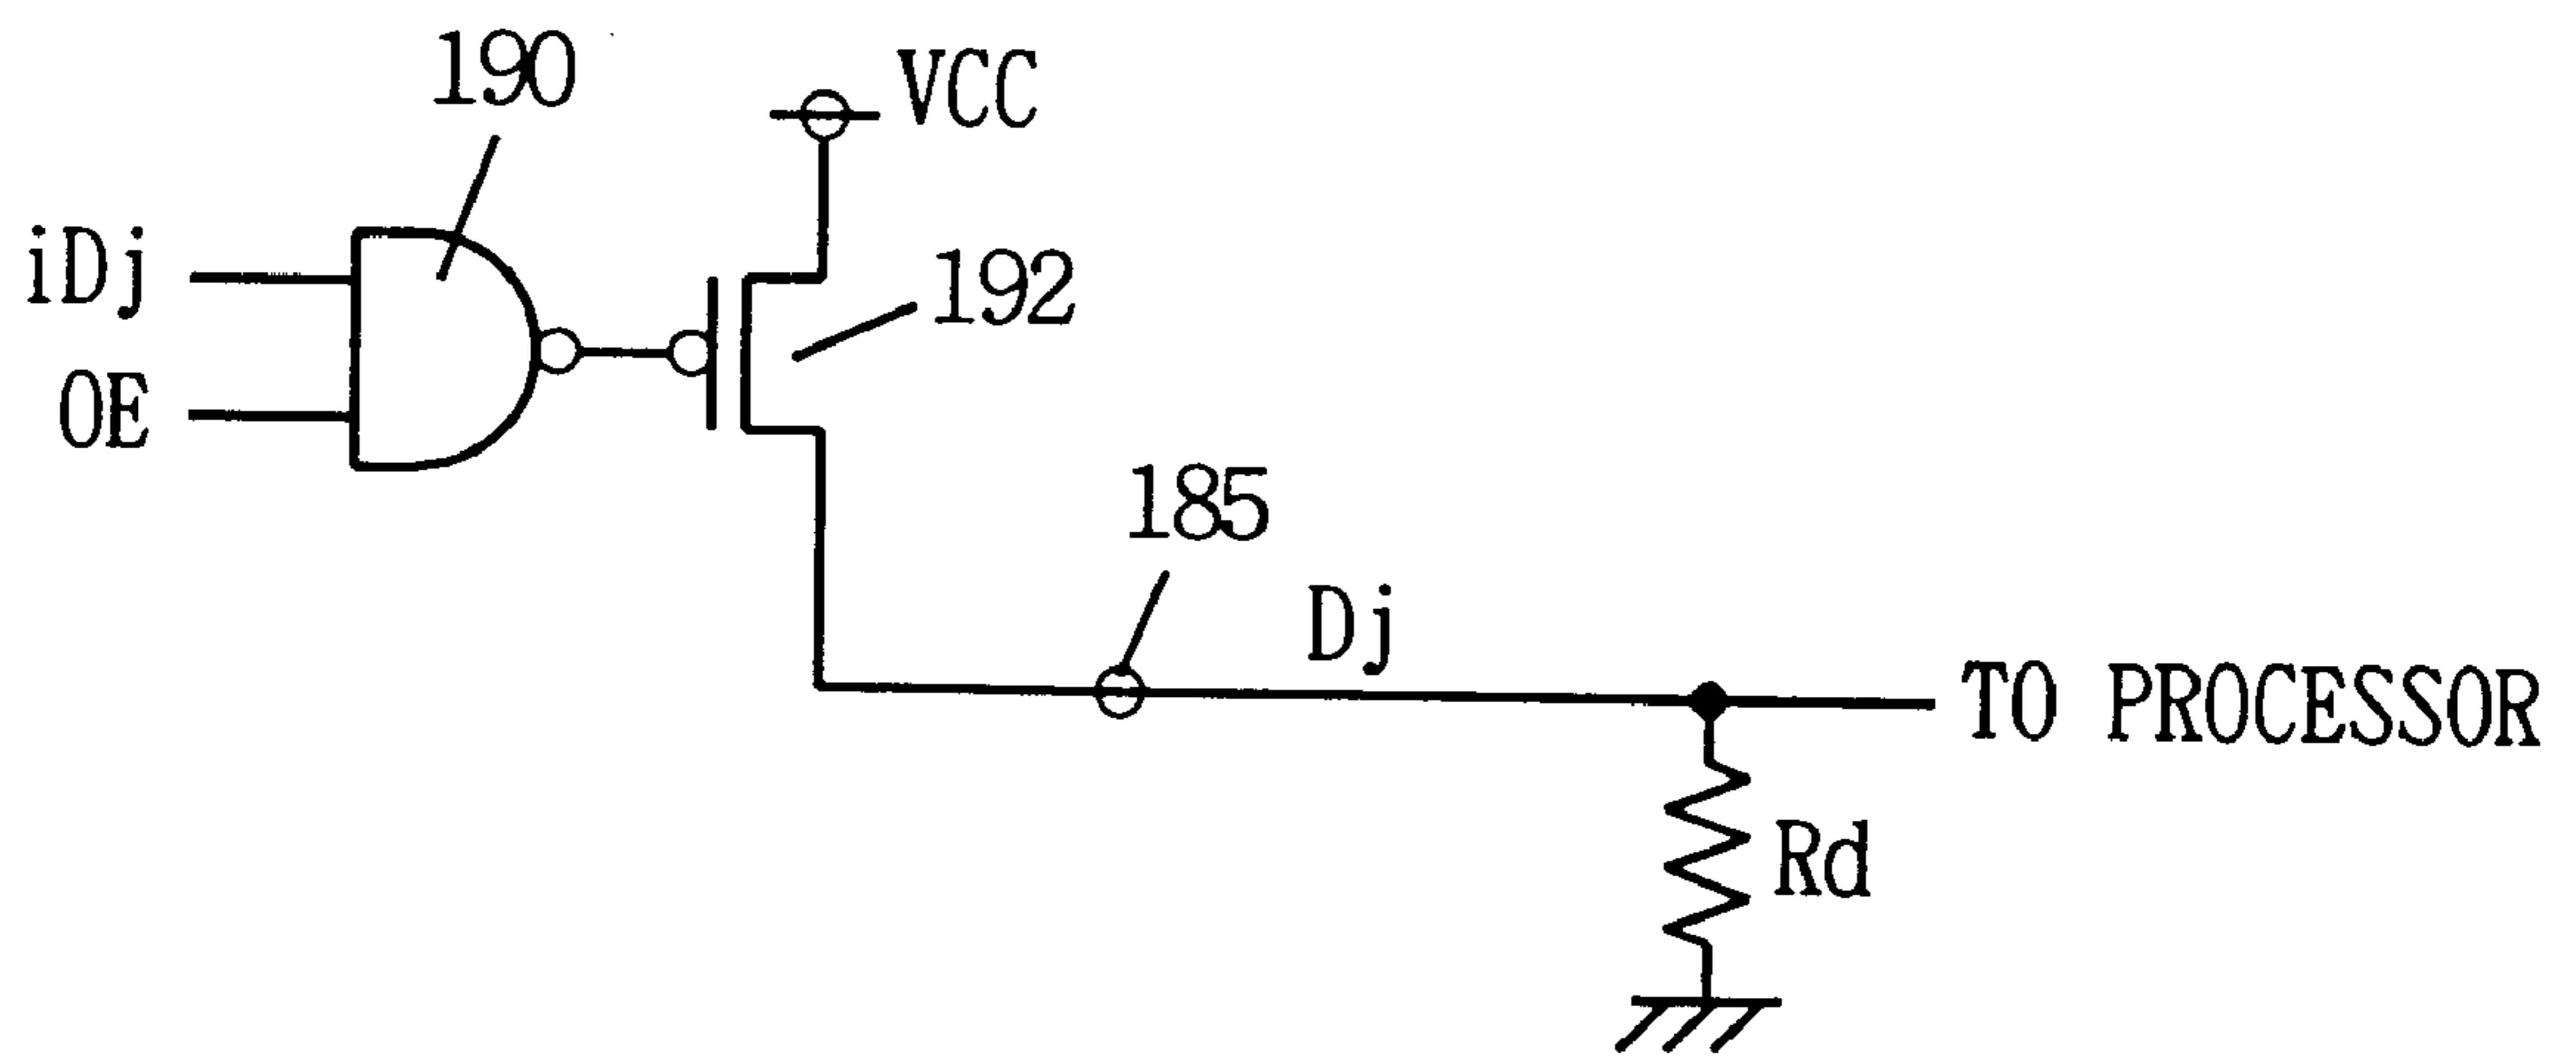 190
VCC
iDj
192
OE
185
Dj
TO PROCESSOR
Rd